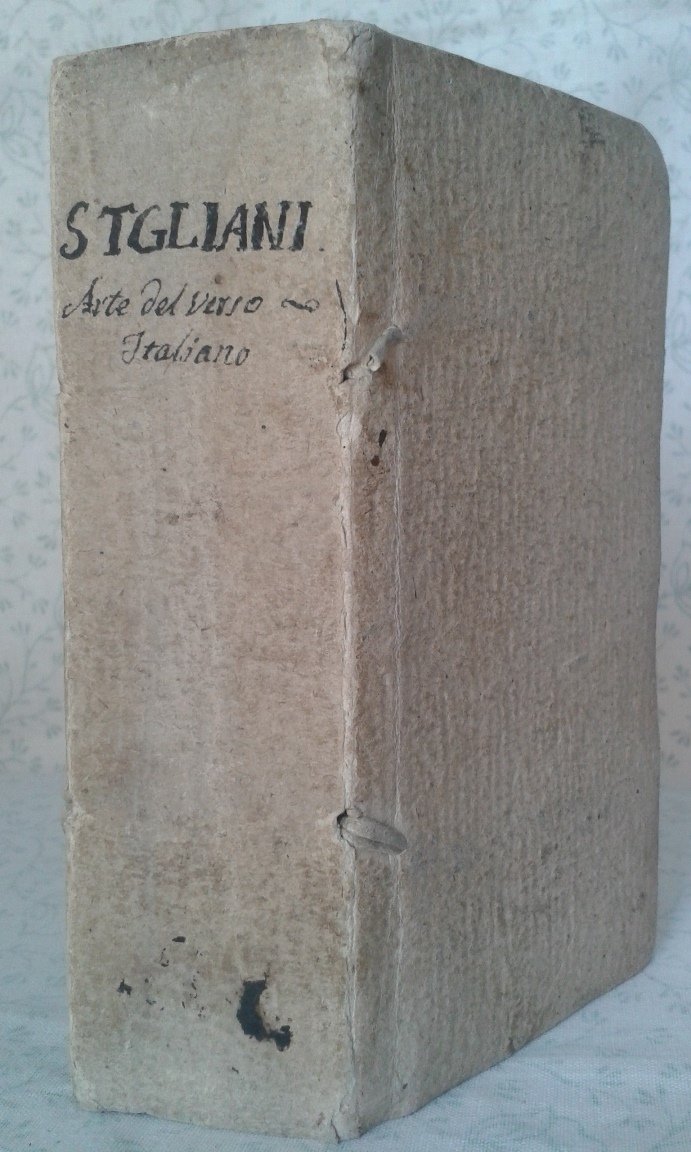 STGLIANI.
Arte del verso ~
Italiano